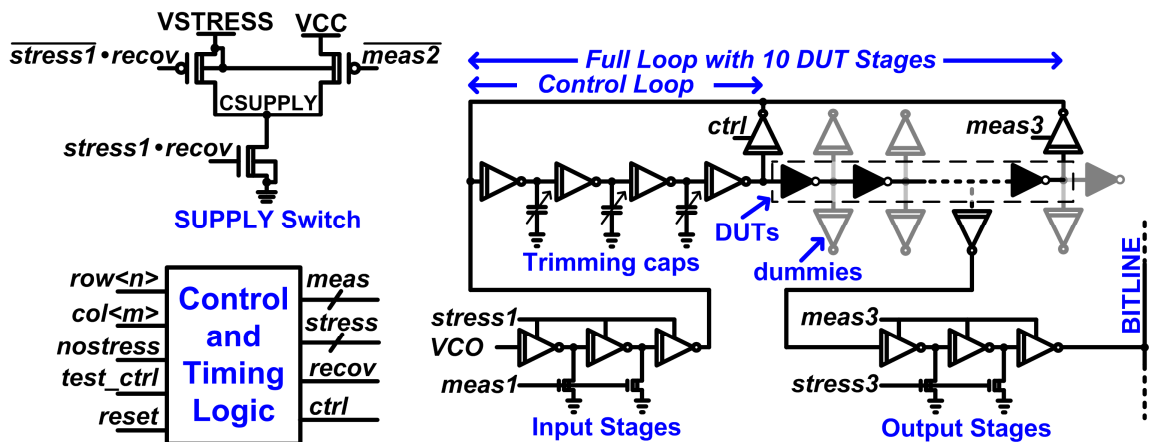 VSTRESS VCC
stress1•recov meas2
CSUPPLY
stress1•recov
SUPPLY Switch
Full Loop with 10 DUT Stages
Control Loop
ctrl
meas3
DUTs
dummies
Trimming caps
row<n>
col<m>
nostress
test_ctrl
reset
Control
and
Timing
Logic
meas
stress
recov
ctrl
stress1
VCO
meas1
Input Stages
meas3
stress3
Output Stages
BITLINE